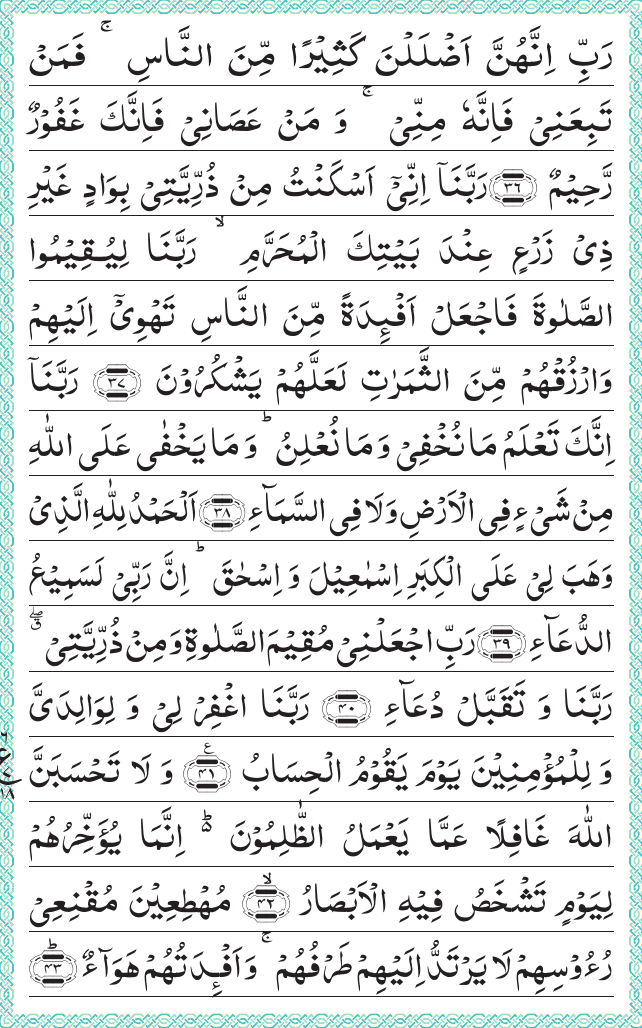 رَبِّ اِنَّهُنَّ اَضۡلَلۡنَ كَثِيۡرًا مِّنَ النَّاسِ‌ۚ فَمَنۡ
تَبِعَنِىۡ فَاِنَّهٗ مِنِّىۡ‌ۚ وَ مَنۡ عَصَانِىۡ فَاِنَّكَ غَفُوۡرٌ
رَّحِيۡمٌ ﴿۳۶﴾ رَبَّنَاۤ اِنِّىۡۤ اَسۡكَنۡتُ مِنۡ ذُرِّيَّتِىۡ بِوَادٍ غَيۡرِ
ذِىۡ زَرۡعٍ عِنۡدَ بَيۡتِكَ الۡمُحَرَّمِۙ رَبَّنَا لِيُقِيۡمُوا
الصَّلٰوةَ فَاجۡعَلۡ اَفۡـِٕدَةً مِّنَ النَّاسِ تَهۡوِىۡۤ اِلَيۡهِمۡ
وَارۡزُقۡهُمۡ مِّنَ الثَّمَرٰتِ لَعَلَّهُمۡ يَشۡكُرُوۡنَ ﴿۳۷﴾ رَبَّنَاۤ
اِنَّكَ تَعۡلَمُ مَا نُخۡفِىۡ وَ مَا نُعۡلِنُ‌ؕ وَ مَا يَخۡفٰى عَلَى اللّٰهِ
مِنۡ شَىۡءٍ فِى الۡاَرۡضِ وَلَا فِى السَّمَآءِ ﴿۳۸﴾ اَلۡحَمۡدُ لِلّٰهِ الَّذِىۡ
وَهَبَ لِىۡ عَلَى الۡكِبَرِ اِسۡمٰعِيۡلَ وَ اِسۡحٰقَ‌ؕ اِنَّ رَبِّىۡ لَسَمِيۡعُ
الدُّعَآءِ ﴿۳۹﴾ رَبِّ اجۡعَلۡنِىۡ مُقِيۡمَ الصَّلٰوةِ وَمِنۡ ذُرِّيَّتِىۡ‌ۖق
رَبَّنَا وَ تَقَبَّلۡ دُعَآءِ ﴿۴۰﴾ رَبَّنَا اغۡفِرۡ لِىۡ وَ لِوَالِدَىَّ
وَ لِلۡمُؤۡمِنِيۡنَ يَوۡمَ يَقُوۡمُ الۡحِسَابُ ﴿۴۱﴾ع وَ لَا تَحۡسَبَنَّ
۶ ع ۱۸
اللّٰهَ غَافِلًا عَمَّا يَعۡمَلُ الظّٰلِمُوۡنَ‌ؕ اِنَّمَا يُؤَخِّرُهُمۡ
لِيَوۡمٍ تَشۡخَصُ فِيۡهِ الۡاَبۡصَارُ ۙ‏﴿۴۲﴾ مُهۡطِعِيۡنَ مُقۡنِعِىۡ
رُءُوۡسِهِمۡ لَا يَرۡتَدُّ اِلَيۡهِمۡ طَرۡفُهُمۡ‌ۚ وَاَفۡـِٕدَتُهُمۡ هَوَآءٌ ؕ‏﴿۴۳﴾